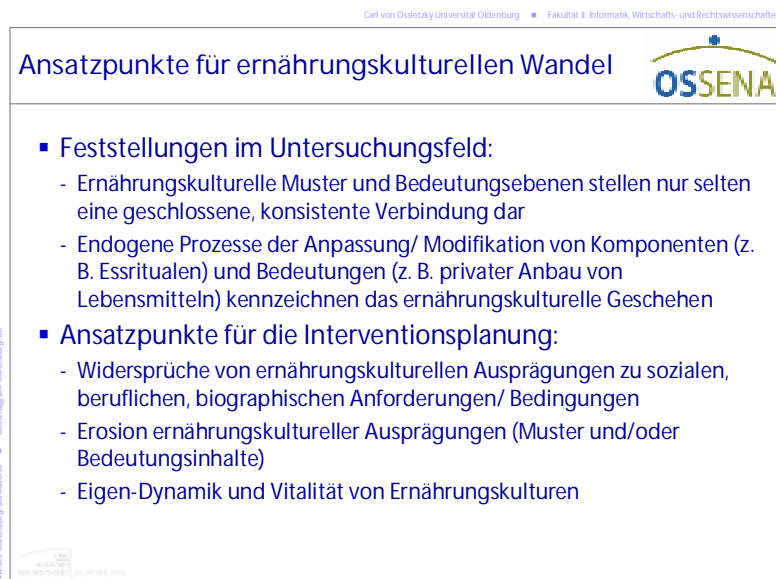 Carl von Ossietzky Universität Oldenburg ■ Fakultät II: Informatik, Wirtschafts- und Rechtswissenschafte
Ansatzpunkte für ernährungskulturellen Wandel
OSSENA
▪ Feststellungen im Untersuchungsfeld:
- Ernährungskulturelle Muster und Bedeutungsebenen stellen nur selten
eine geschlossene, konsistente Verbindung dar
- Endogene Prozesse der Anpassung/ Modifikation von Komponenten (z.
B. Essritualen) und Bedeutungen (z. B. privater Anbau von
Lebensmitteln) kennzeichnen das ernährungskulturelle Geschehen
▪ Ansatzpunkte für die Interventionsplanung:
- Widersprüche von ernährungskulturellen Ausprägungen zu sozialen,
beruflichen, biographischen Anforderungen/ Bedingungen
- Erosion ernährungskultureller Ausprägungen (Muster und/oder
Bedeutungsinhalte)
- Eigen-Dynamik und Vitalität von Ernährungskulturen